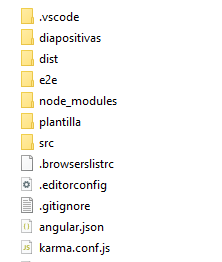 .vscode
diapositivas
dist
e2e
node_modules
plantilla
src
.browserslistrc
.editorconfig
.gitignore
angular.json
karma.conf.js